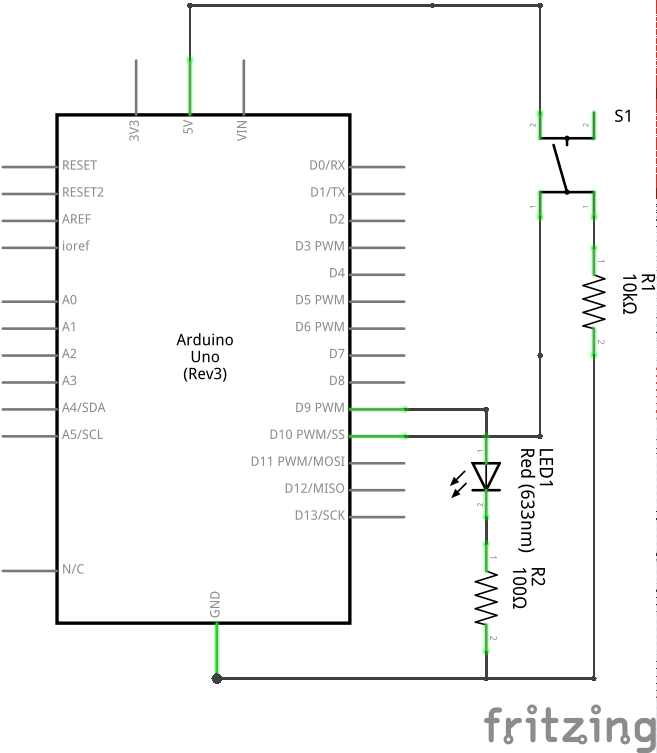 3V3
5V
VIN
S1
2
2
RESET
D0/RX
RESET2
D1/TX
AREF
D2
1
1
ioref
D3 PWM
D4
1
R1
10kΩ
A0
D5 PWM
A1
D6 PWM
Arduino
Uno
(Rev3)
A2
D7
2
A3
D8
A4/SDA
D9 PWM
A5/SCL
D10 PWM/SS
1
LED1
Red (633nm)
D11 PWM/MOSI
D12/MISO
2
D13/SCK
1
R2
100Ω
N/C
GND
2
fritzing